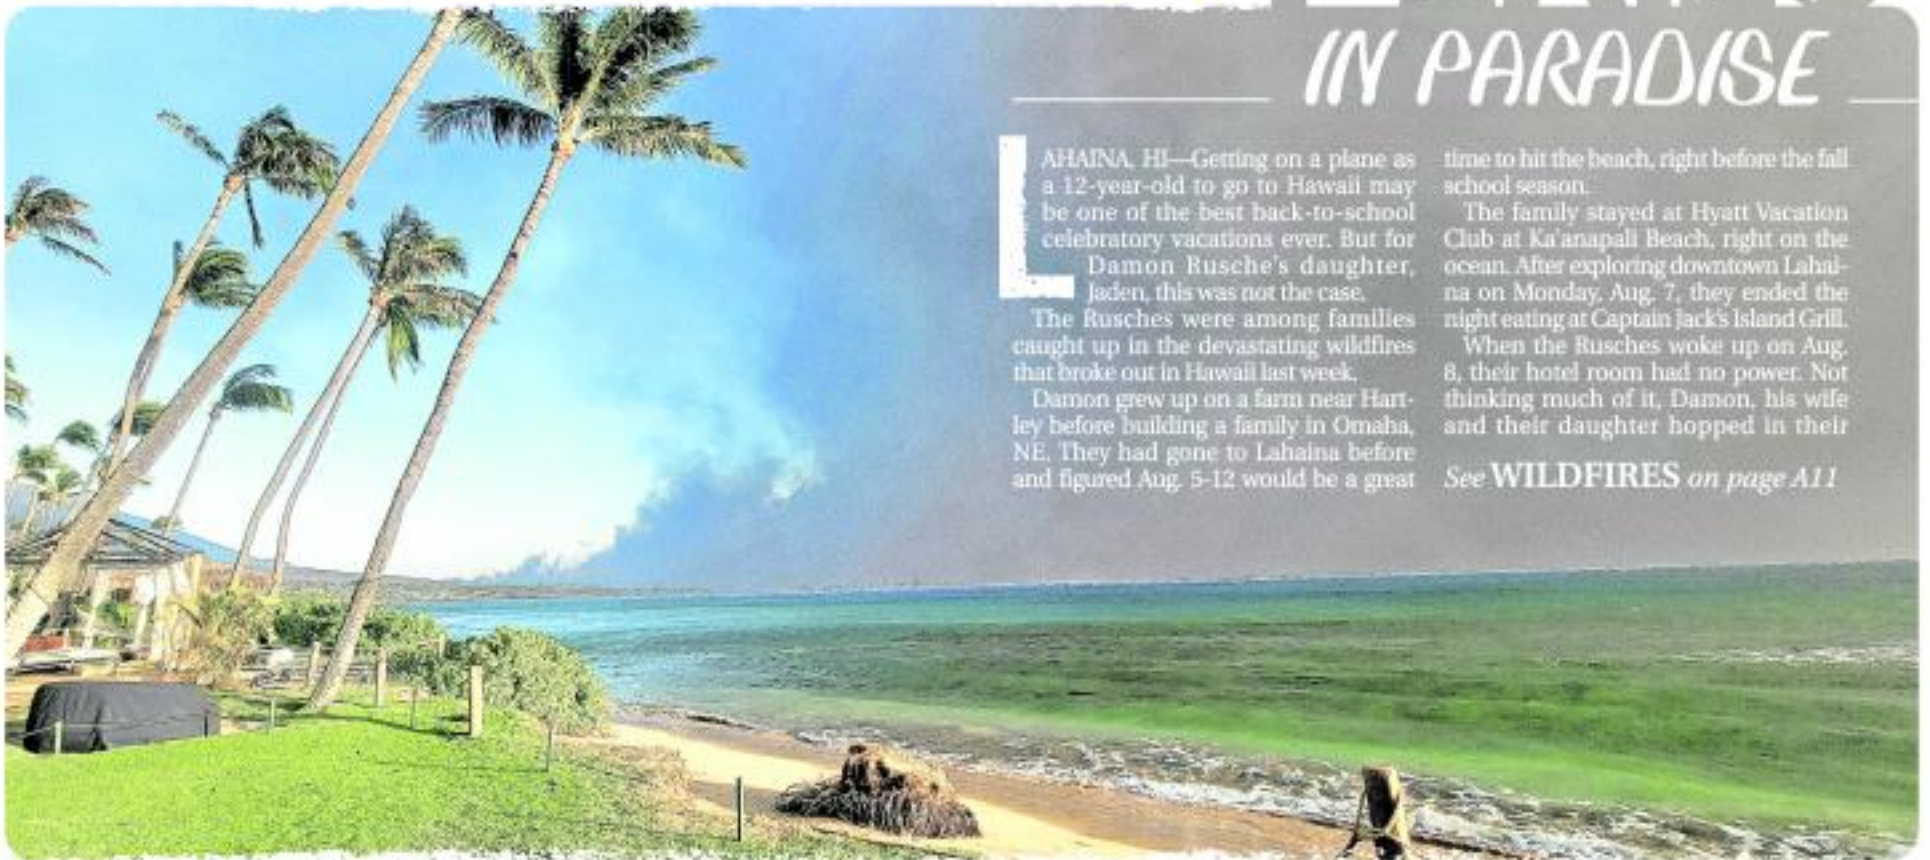 IN PARADISE
LAHAINA, HI—Getting on a plane as
a 12-year-old to go to Hawaii may
be one of the best back-to-school
celebratory vacations ever. But for
Damon Rusche's daughter,
Jaden, this was not the case.
The Rusches were among families
caught up in the devastating wildfires
that broke out in Hawaii last week.
Damon grew up on a farm near Hart-
ley before building a family in Omaha,
NE. They had gone to Lahaina before
and figured Aug. 5-12 would be a great
time to hit the beach, right before the fall
school season.
The family stayed at Hyatt Vacation
Club at Ka'anapali Beach, right on the
ocean. After exploring downtown Lahai-
na on Monday, Aug. 7, they ended the
night eating at Captain Jack's Island Grill.
When the Rusches woke up on Aug.
8, their hotel room had no power. Not
thinking much of it, Damon, his wife
and their daughter hopped in their
See WILDFIRES on page A11